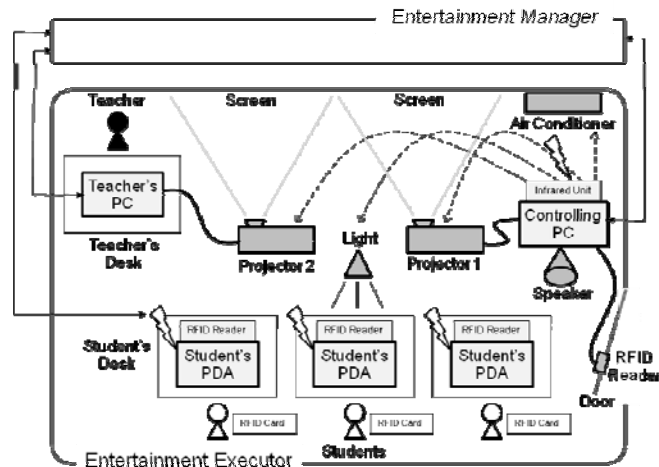 Entertainment Manager
Teacher
Screen
Screen
Air Conditioner
Infrared Unit
Teacher's
PC
Controlling
PC
Teacher's
Desk
Projector 2
Light
Projector 1
Speaker
RFID
Reader
Door
Student's
Desk
RFID Reader
Student's
PDA
RFID Reader
Student's
PDA
RFID Reader
Student's
PDA
RFID Card
RFID Card
RFID Card
Students
Entertainment Executor